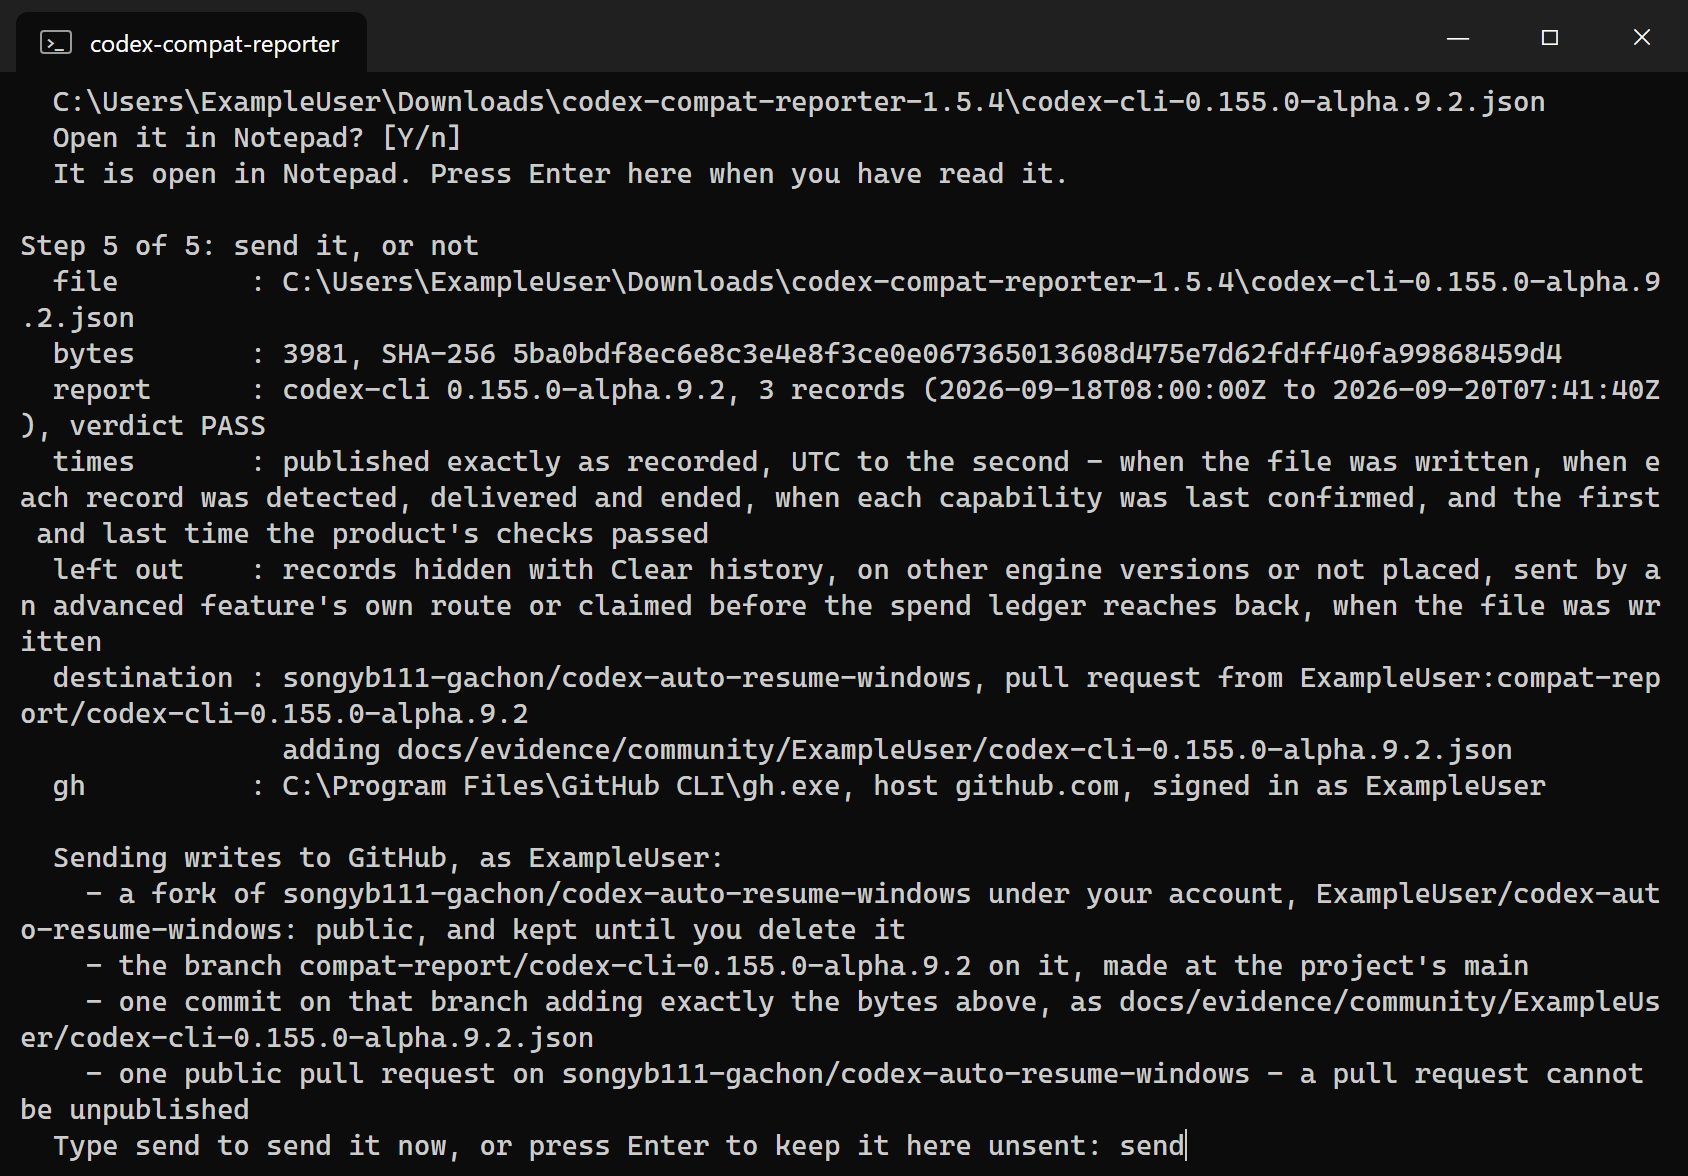 codex-compat-reporter
C:\Users\ExampleUser\Downloads\codex-compat-reporter-1.5.4\codex-cli-0.155.0-alpha.9.2.json
Open it in Notepad? [Y/n]
It is open in Notepad. Press Enter here when you have read it.
Step 5 of 5: send it, or not
file : C:\Users\ExampleUser\Downloads\codex-compat-reporter-1.5.4\codex-cli-0.155.0-alpha.9
.2.json
bytes : 3981, SHA-256 5ba0bdf8ec6e8c3e4e8f3ce0e067365013608d475e7d62fdff40fa99868459d4
report : codex-cli 0.155.0-alpha.9.2, 3 records (2026-09-18T08:00:00Z to 2026-09-20T07:41:40Z
), verdict PASS
times : published exactly as recorded, UTC to the second - when the file was written, when e
ach record was detected, delivered and ended, when each capability was last confirmed, and the first
and last time the product's checks passed
left out : records hidden with Clear history, on other engine versions or not placed, sent by a
n advanced feature's own route or claimed before the spend ledger reaches back, when the file was wr
itten
destination : songyb111-gachon/codex-auto-resume-windows, pull request from ExampleUser:compat-rep
ort/codex-cli-0.155.0-alpha.9.2
adding docs/evidence/community/ExampleUser/codex-cli-0.155.0-alpha.9.2.json
gh : C:\Program Files\GitHub CLI\gh.exe, host github.com, signed in as ExampleUser
Sending writes to GitHub, as ExampleUser:
- a fork of songyb111-gachon/codex-auto-resume-windows under your account, ExampleUser/codex-aut
o-resume-windows: public, and kept until you delete it
- the branch compat-report/codex-cli-0.155.0-alpha.9.2 on it, made at the project's main
- one commit on that branch adding exactly the bytes above, as docs/evidence/community/ExampleUs
er/codex-cli-0.155.0-alpha.9.2.json
- one public pull request on songyb111-gachon/codex-auto-resume-windows - a pull request cannot
be unpublished
Type send to send it now, or press Enter to keep it here unsent: send